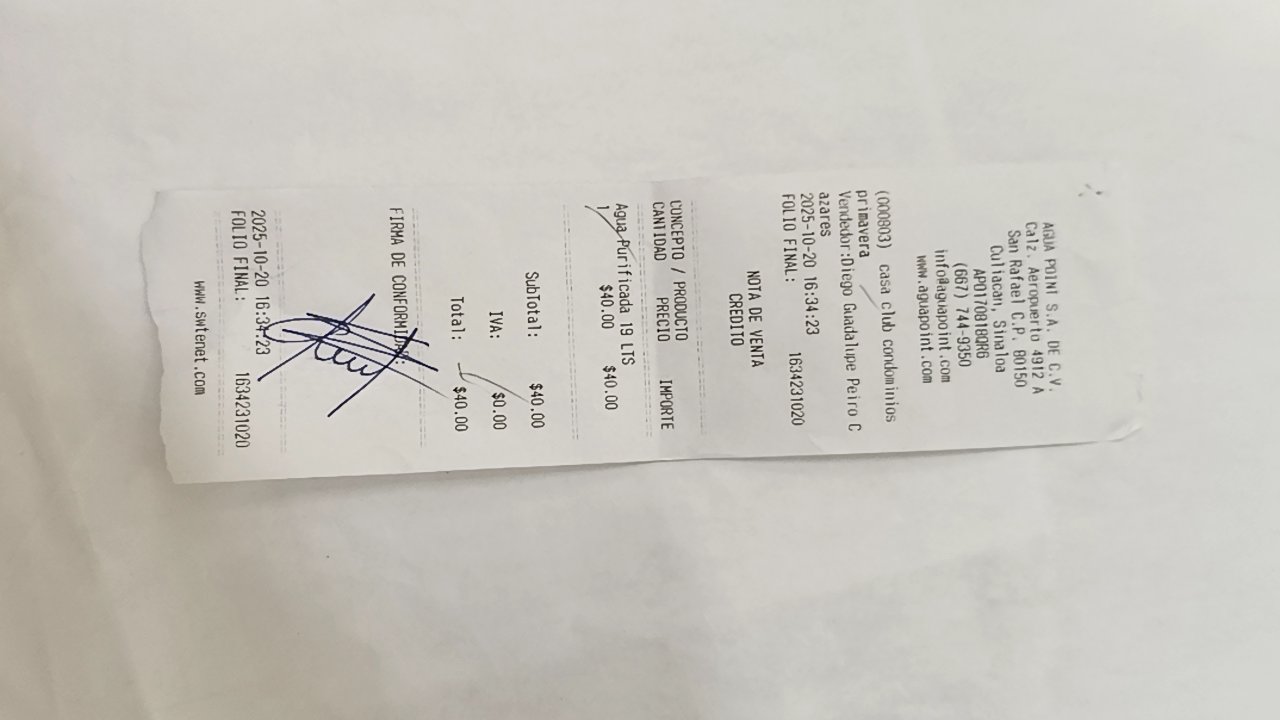 AGUA POINT S.A. DE C.V.
Calz. Aeropuerto 4912 A
San Rafael C.P. 80150
Culiacan, Sinaloa
APO170818QR6
(667) 744-9350
info@aguapoint.com
www.aguapoint.com
(000803) casa club condominios
primavera
Vendedor:Diego Guadalupe Peiro C
azares
2025-10-20 16:34:23
FOLIO FINAL: 1634231020
NOTA DE VENTA
CREDITO
CONCEPTO / PRODUCTO
CANTIDAD PRECIO IMPORTE
Agua Purificada 19 LTS
1 $40.00 $40.00
SubTotal: $40.00
IVA: $0.00
Total: $40.00
FIRMA DE CONFORMIDAD:
2025-10-20 16:34:23
FOLIO FINAL: 1634231020
www.swtenet.com